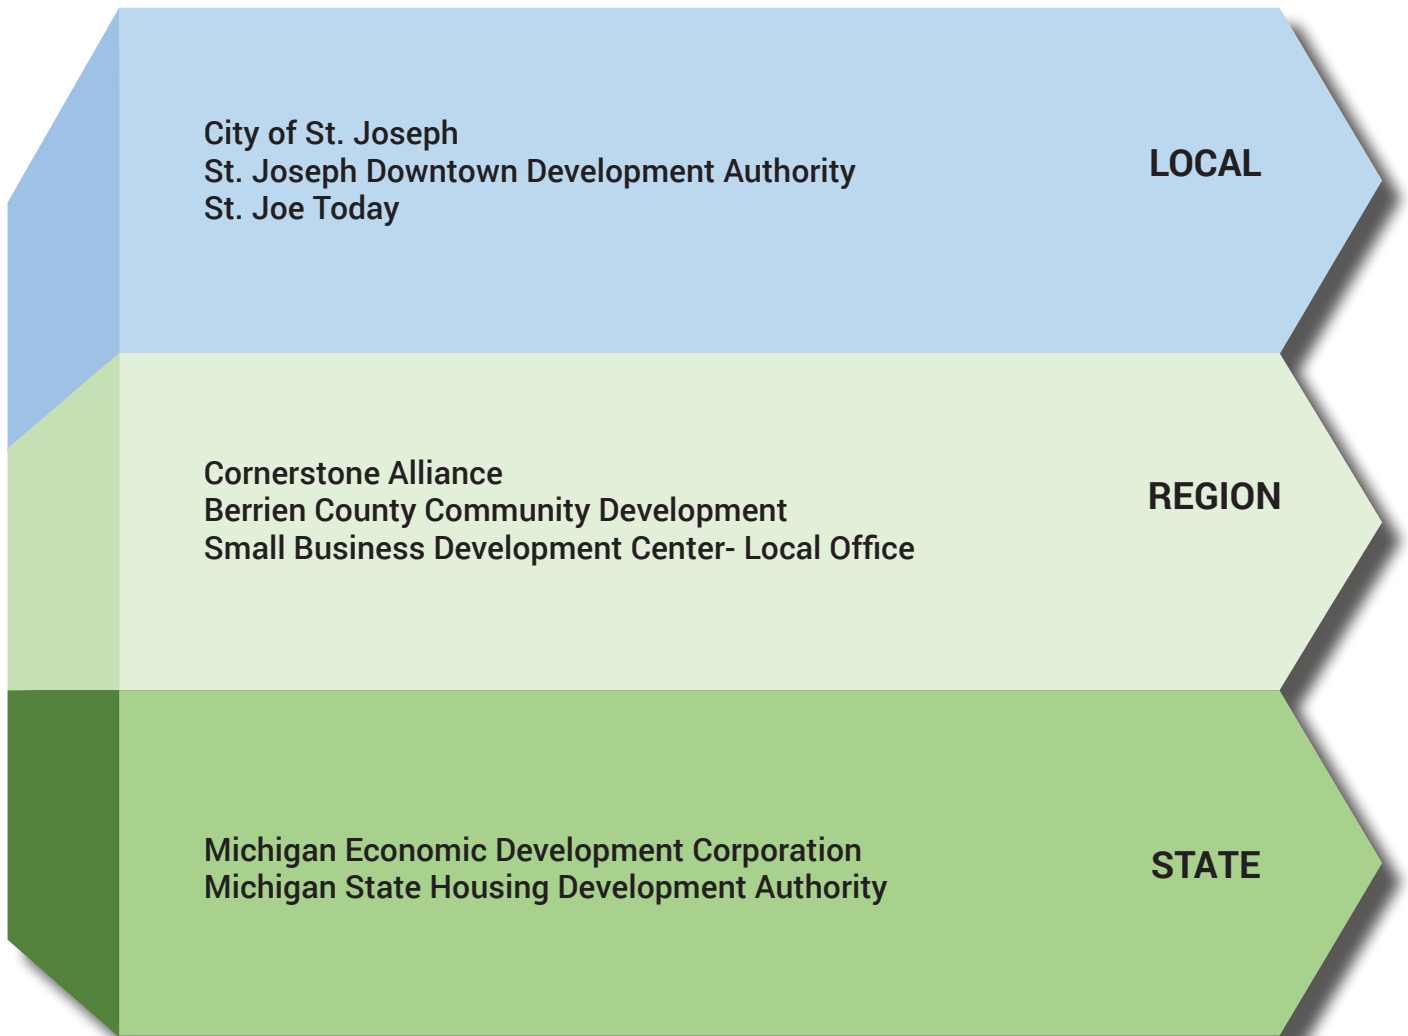 City of St. Joseph
St. Joseph Downtown Development Authority
St. Joe Today
LOCAL
Cornerstone Alliance
Berrien County Community Development
Small Business Development Center- Local Office
REGION
Michigan Economic Development Corporation
Michigan State Housing Development Authority
STATE